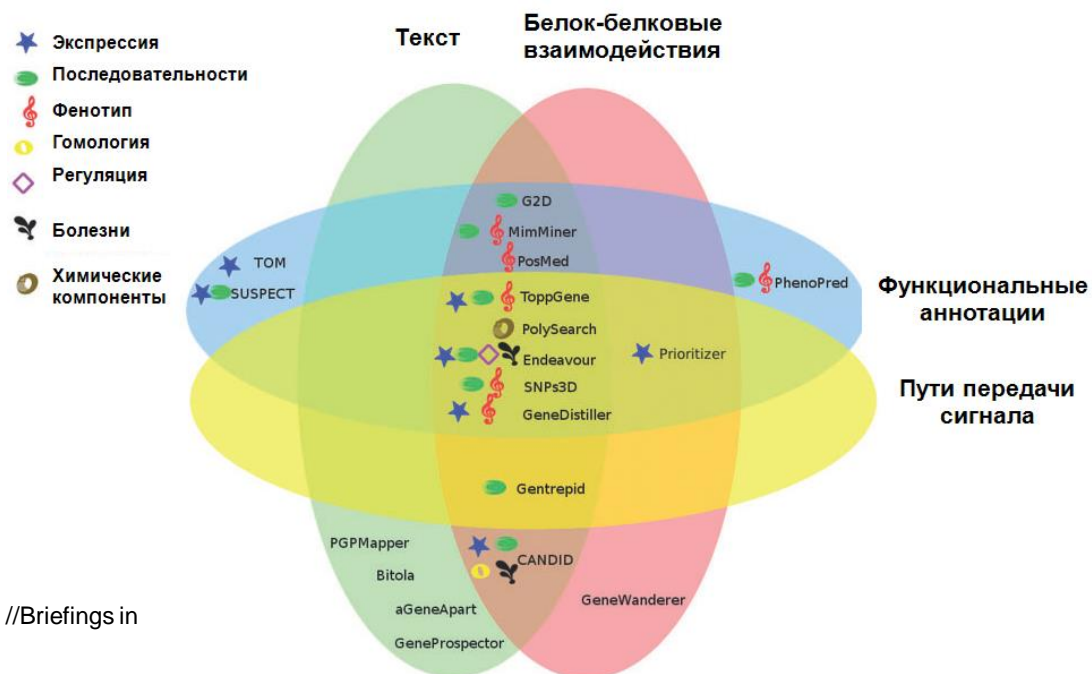 Текст
Белок-белковые
взаимодействия
Экспрессия
Последовательности
Фенотип
Гомология
Регуляция
Болезни
Химические
компоненты
G2D
MimMiner
PosMed
TOM
SUSPECT
PhenoPred
Функциональные
аннотации
ToppGene
PolySearch
Endeavour
Prioritizer
SNPs3D
GeneDistiller
Пути передачи
сигнала
Gentrepid
PGPMapper
CANDID
Bitola
aGeneApart
GeneWanderer
GeneProspector
//Briefings in